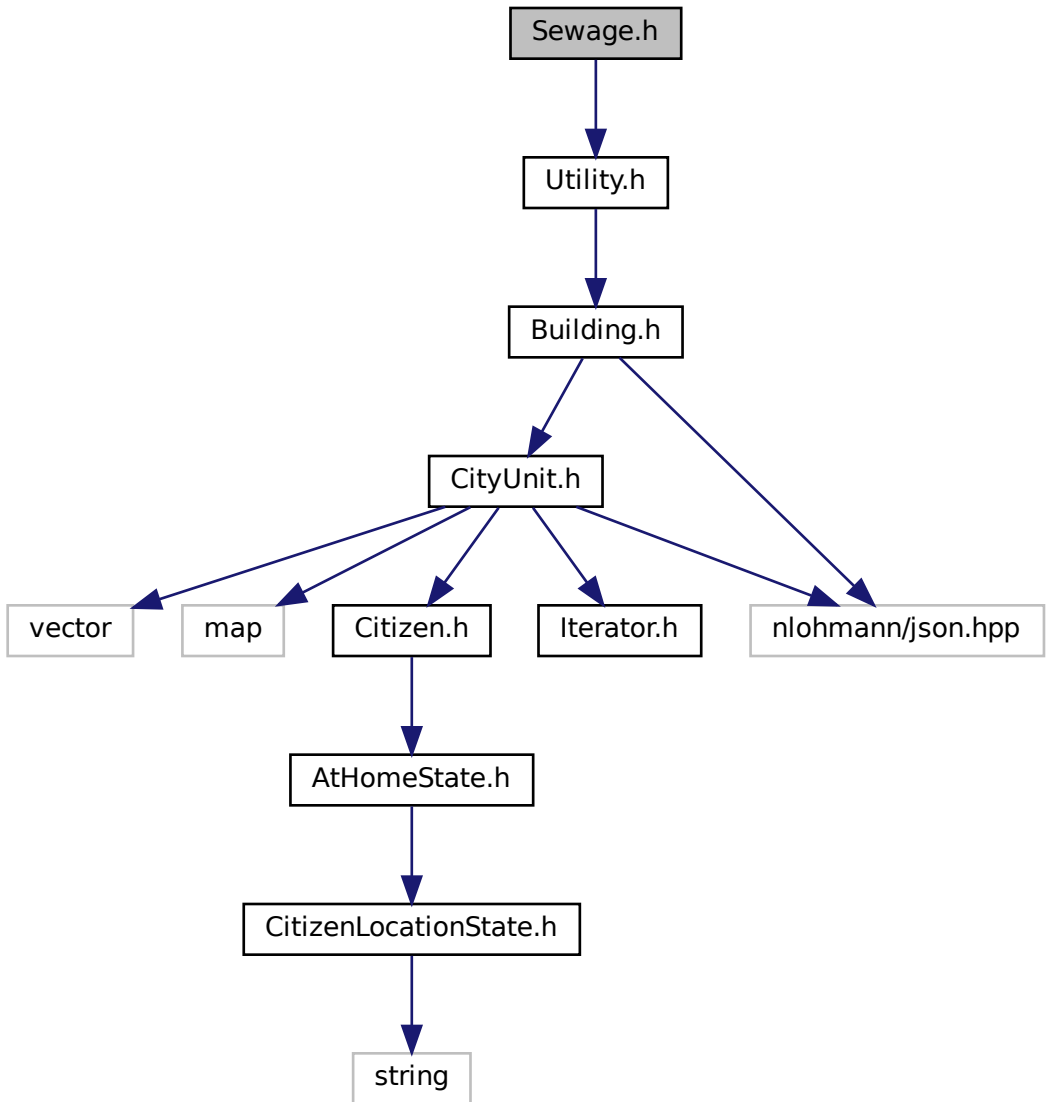 Sewage.h
Utility.h
Building.h
CityUnit.h
vector
map
Citizen.h
Iterator.h
nlohmann/json.hpp
AtHomeState.h
CitizenLocationState.h
string